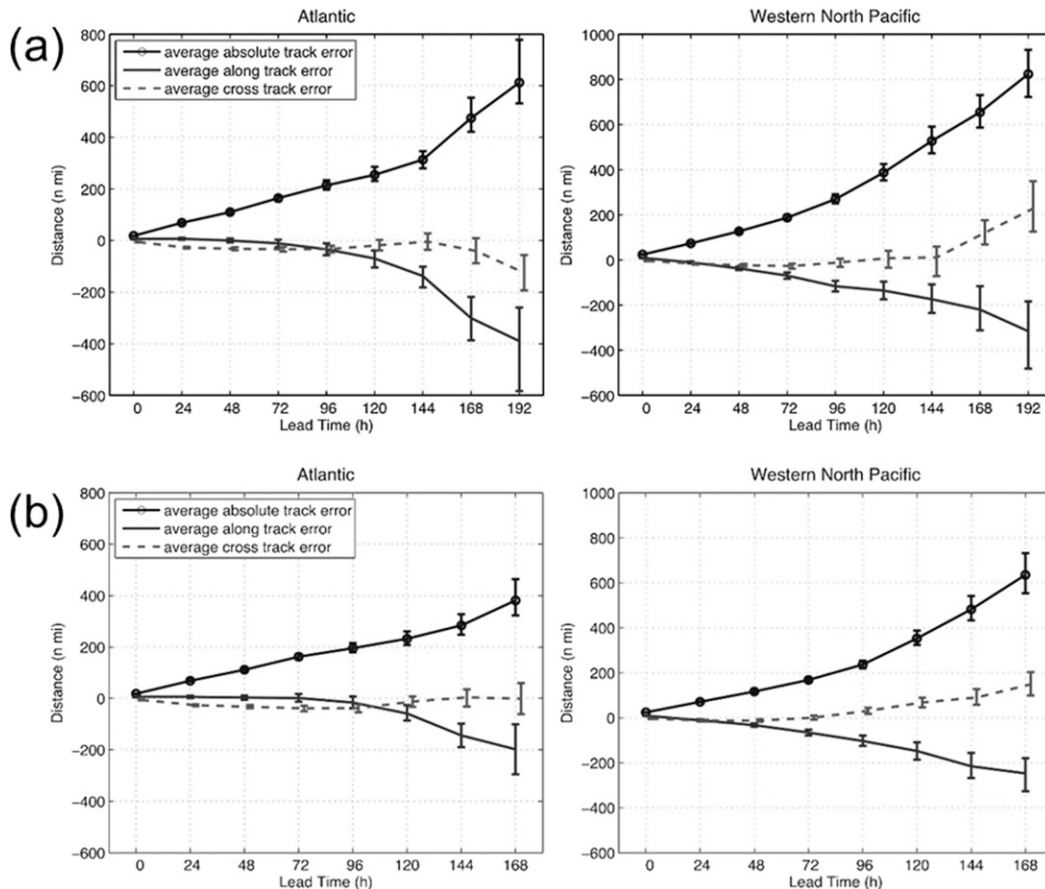 (a)
Atlantic
800
600
400
200
0
−200
−400
−600
Distance (n mi)
average absolute track error
average along track error
average cross track error
0 24 48 72 96 120 144 168 192
Lead Time (h)
Western North Pacific
1000
800
600
400
200
0
−200
−400
−600
Distance (n mi)
0 24 48 72 96 120 144 168 192
Lead Time (h)
(b)
Atlantic
800
600
400
200
0
−200
−400
−600
Distance (n mi)
average absolute track error
average along track error
average cross track error
0 24 48 72 96 120 144 168
Lead Time (h)
Western North Pacific
1000
800
600
400
200
0
−200
−400
−600
Distance (n mi)
0 24 48 72 96 120 144 168
Lead Time (h)